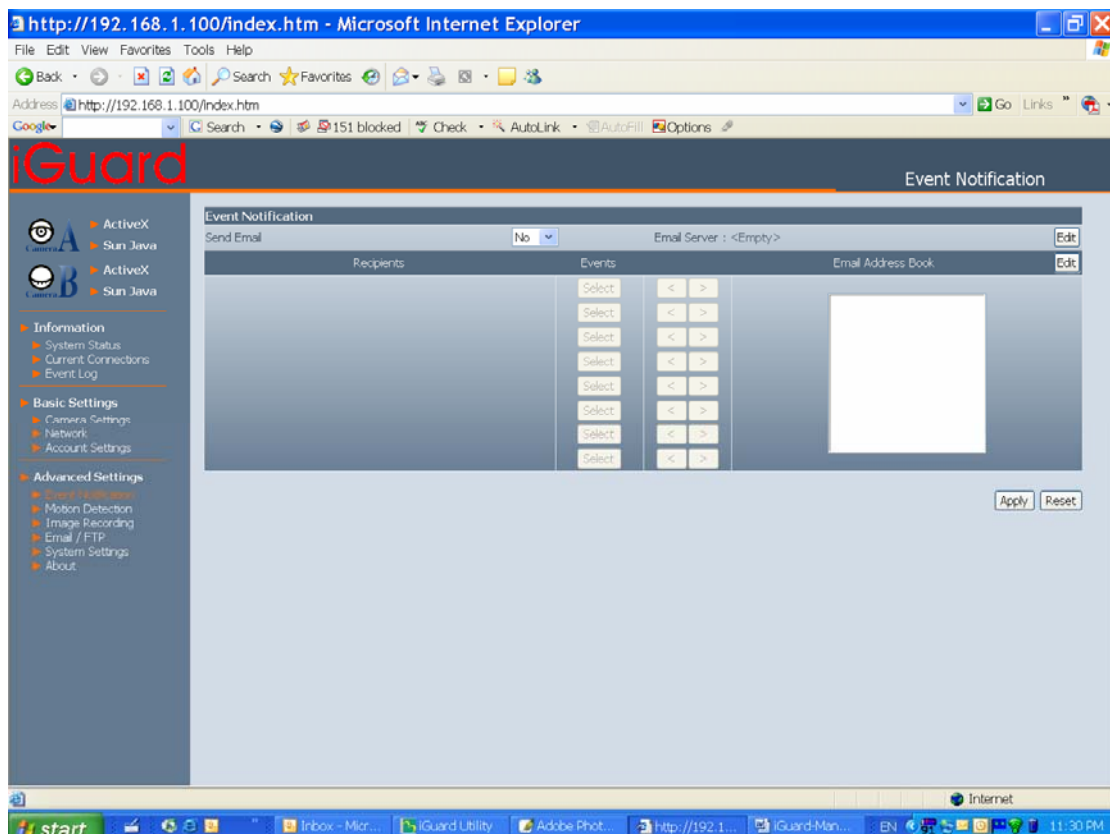 http://192.168.1.100/index.htm - Microsoft Internet Explorer
File Edit View Favorites Tools Help
Back Search Favorites
Address http://192.168.1.100/index.htm Go Links "
Google Search 151 blocked Check AutoLink AutoFill Options
iGuard
Event Notification
Camera A ActiveX
Sun Java
Camera B ActiveX
Sun Java
Information
System Status
Current Connections
Event Log
Basic Settings
Camera Settings
Network
Account Settings
Advanced Settings
Event Notification
Motion Detection
Image Recording
Email / FTP
System Settings
About
Event Notification
Send Email No Email Server : <Empty> Edit
Recipients Events Email Address Book Edit
Select < >
Select < >
Select < >
Select < >
Select < >
Select < >
Select < >
Select < >
Apply Reset
Internet
start " Inbox - Micr... iGuard Utility Adobe Phot... http://192.1... iGuard-Man... EN 11:30 PM